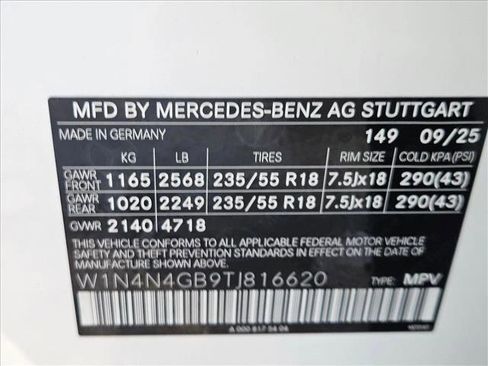 MFD BY MERCEDES-BENZ AG STUTTGART
MADE IN GERMANY 149 09/25
KG LB TIRES RIM SIZE COLD KPA(PSI)
GAWR FRONT 1165 2568 235/55 R18 7.5Jx18 290(43)
GAWR REAR 1020 2249 235/55 R18 7.5Jx18 290(43)
GVWR 2140 4718
THIS VEHICLE CONFORMS TO ALL APPLICABLE FEDERAL MOTOR VEHICLE
SAFETY AND THEFT PREVENTION STANDARDS IN EFFECT ON THE DATE
OF MANUFACTURE SHOWN ABOVE.
W1N4N4GB9TJ816620 TYPE: MPV